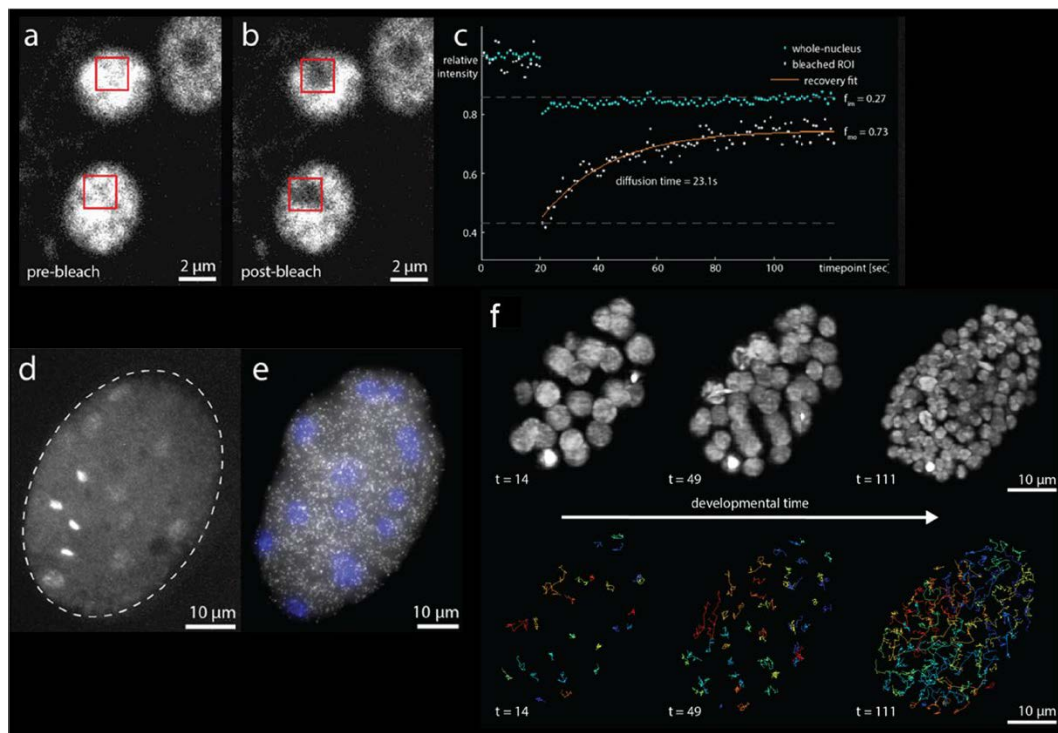 a
pre-bleach
2 μm
b
post-bleach
2 μm
c
relative
intensity
whole-nucleus
bleached ROI
recovery fit
0.8
0.6
0.4
f_im = 0.27
f_mo = 0.73
diffusion time = 23.1s
0 20 40 60 80 100 timepoint [sec]
d
10 μm
e
10 μm
f
t = 14
t = 49
t = 111
10 μm
developmental time
t = 14
t = 49
t = 111
10 μm